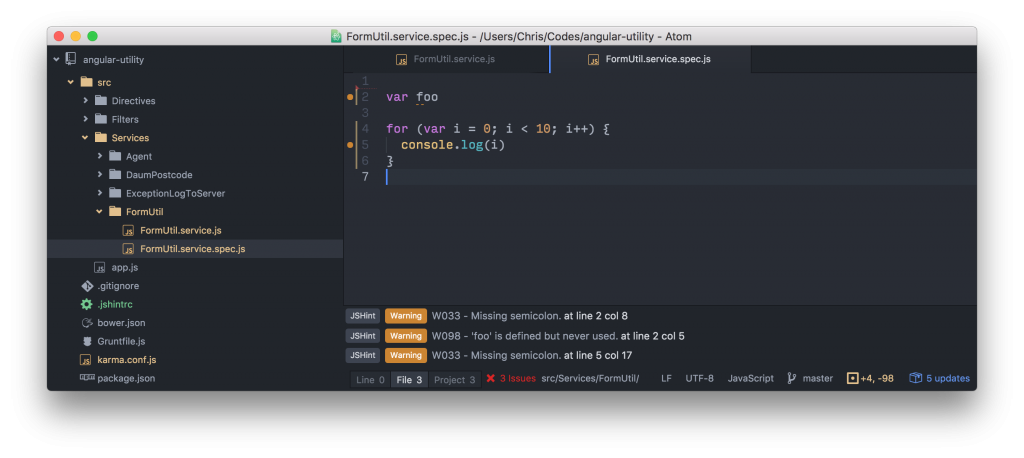 FormUtil.service.spec.js - /Users/Chris/Codes/angular-utility - Atom
angular-utility
src
Directives
Filters
Services
Agent
DaumPostcode
ExceptionLogToServer
FormUtil
FormUtil.service.js
FormUtil.service.spec.js
app.js
.gitignore
.jshintrc
bower.json
Gruntfile.js
karma.conf.js
package.json
FormUtil.service.js
FormUtil.service.spec.js
1
2 var foo
3
4 for (var i = 0; i < 10; i++) {
5 console.log(i)
6 }
7
JSHint Warning W033 - Missing semicolon. at line 2 col 8
JSHint Warning W098 - 'foo' is defined but never used. at line 2 col 5
JSHint Warning W033 - Missing semicolon. at line 5 col 17
Line 0 File 3 Project 3 3 Issues src/Services/FormUtil/ LF UTF-8 JavaScript master +4, -98 5 updates